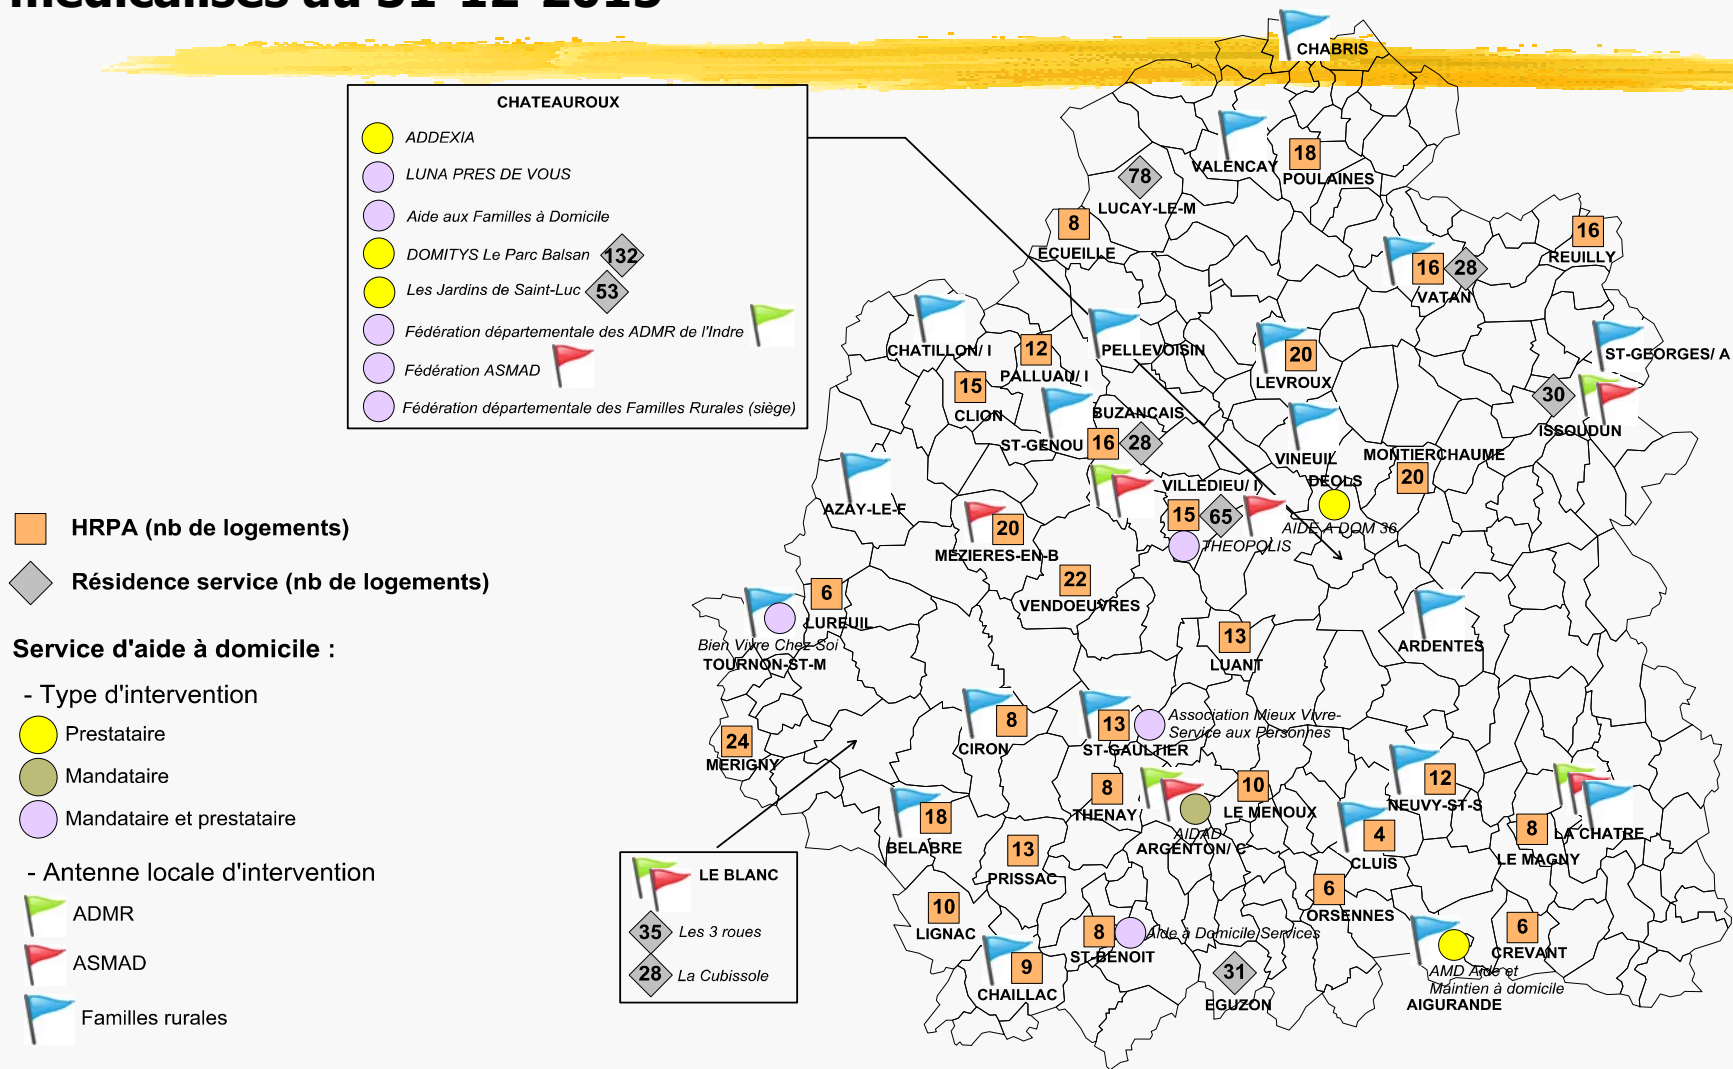 médicalisés au 31-12-2015
CHATEAUROUX
ADDEXIA
LUNA PRES DE VOUS
Aide aux Familles à Domicile
DOMITYS Le Parc Balsan 132
Les Jardins de Saint-Luc 53
Fédération départementale des ADMR de l'Indre
Fédération ASMAD
Fédération départementale des Familles Rurales (siège)
HRPA (nb de logements)
Résidence service (nb de logements)
Service d'aide à domicile :
- Type d'intervention
Prestataire
Mandataire
Mandataire et prestataire
- Antenne locale d'intervention
ADMR
ASMAD
Familles rurales
CHABRIS
VALENCAY
18
POULAINES
78
LUCAY-LE-M
8
ECUEILLE
16
REUILLY
16
28
VATAN
CHATILLON/ I
12
PALLUAU/ I
PELLEVOISIN
20
LEVROUX
ST-GEORGES/ A
15
CLION
30
ISSOUDUN
BUZANCAIS
ST-GENOU
16
28
VINEUIL
MONTIERCHAUME
20
AZAY-LE-F
VILLEDIEU/ I
15
65
THEOPOLIS
DEOLS
AIDE A DOM 36
20
MEZIERES-EN-B
22
VENDOEUVRES
6
LUREUIL
Bien Vivre Chez Soi
TOURNON-ST-M
13
LUANT
ARDENTES
24
MERIGNY
8
CIRON
13
ST-GAULTIER
Association Mieux Vivre-
Service aux Personnes
8
THENAY
AIDAD
ARGENTON/ C
10
LE MENOUX
12
NEUVY-ST-S
4
CLUIS
8
LE MAGNY
LA CHATRE
18
BELABRE
13
PRISSAC
LE BLANC
35 Les 3 roues
28 La Cubissole
10
LIGNAC
6
ORSENNES
8
Aide à Domicile Services
ST-BENOIT
9
CHAILLAC
31
EGUZON
6
CREVANT
AMD Aide et
Maintien à domicile
AIGURANDE